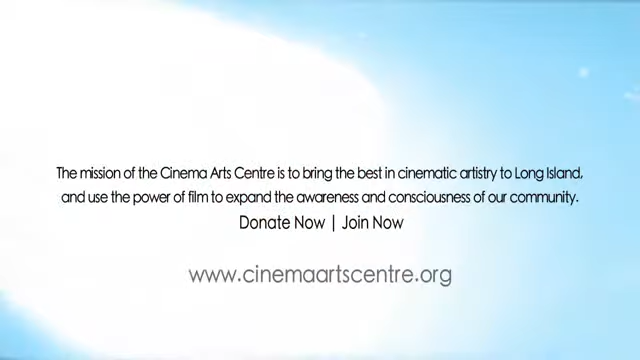 The mission of the Cinema Arts Centre is to bring the best in cinematic artistry to Long Island,
and use the power of film to expand the awareness and consciousness of our community.
Donate Now | Join Now
www.cinemaartscentre.org